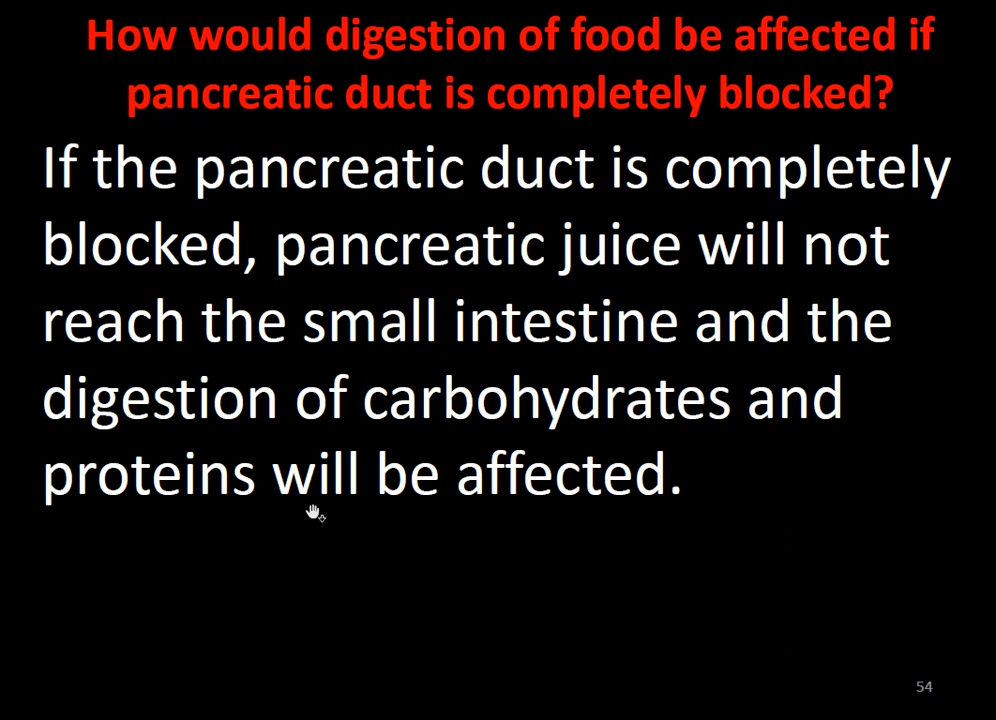 How would digestion of food be affected if
pancreatic duct is completely blocked?
If the pancreatic duct is completely
blocked, pancreatic juice will not
reach the small intestine and the
digestion of carbohydrates and
proteins will be affected.
54